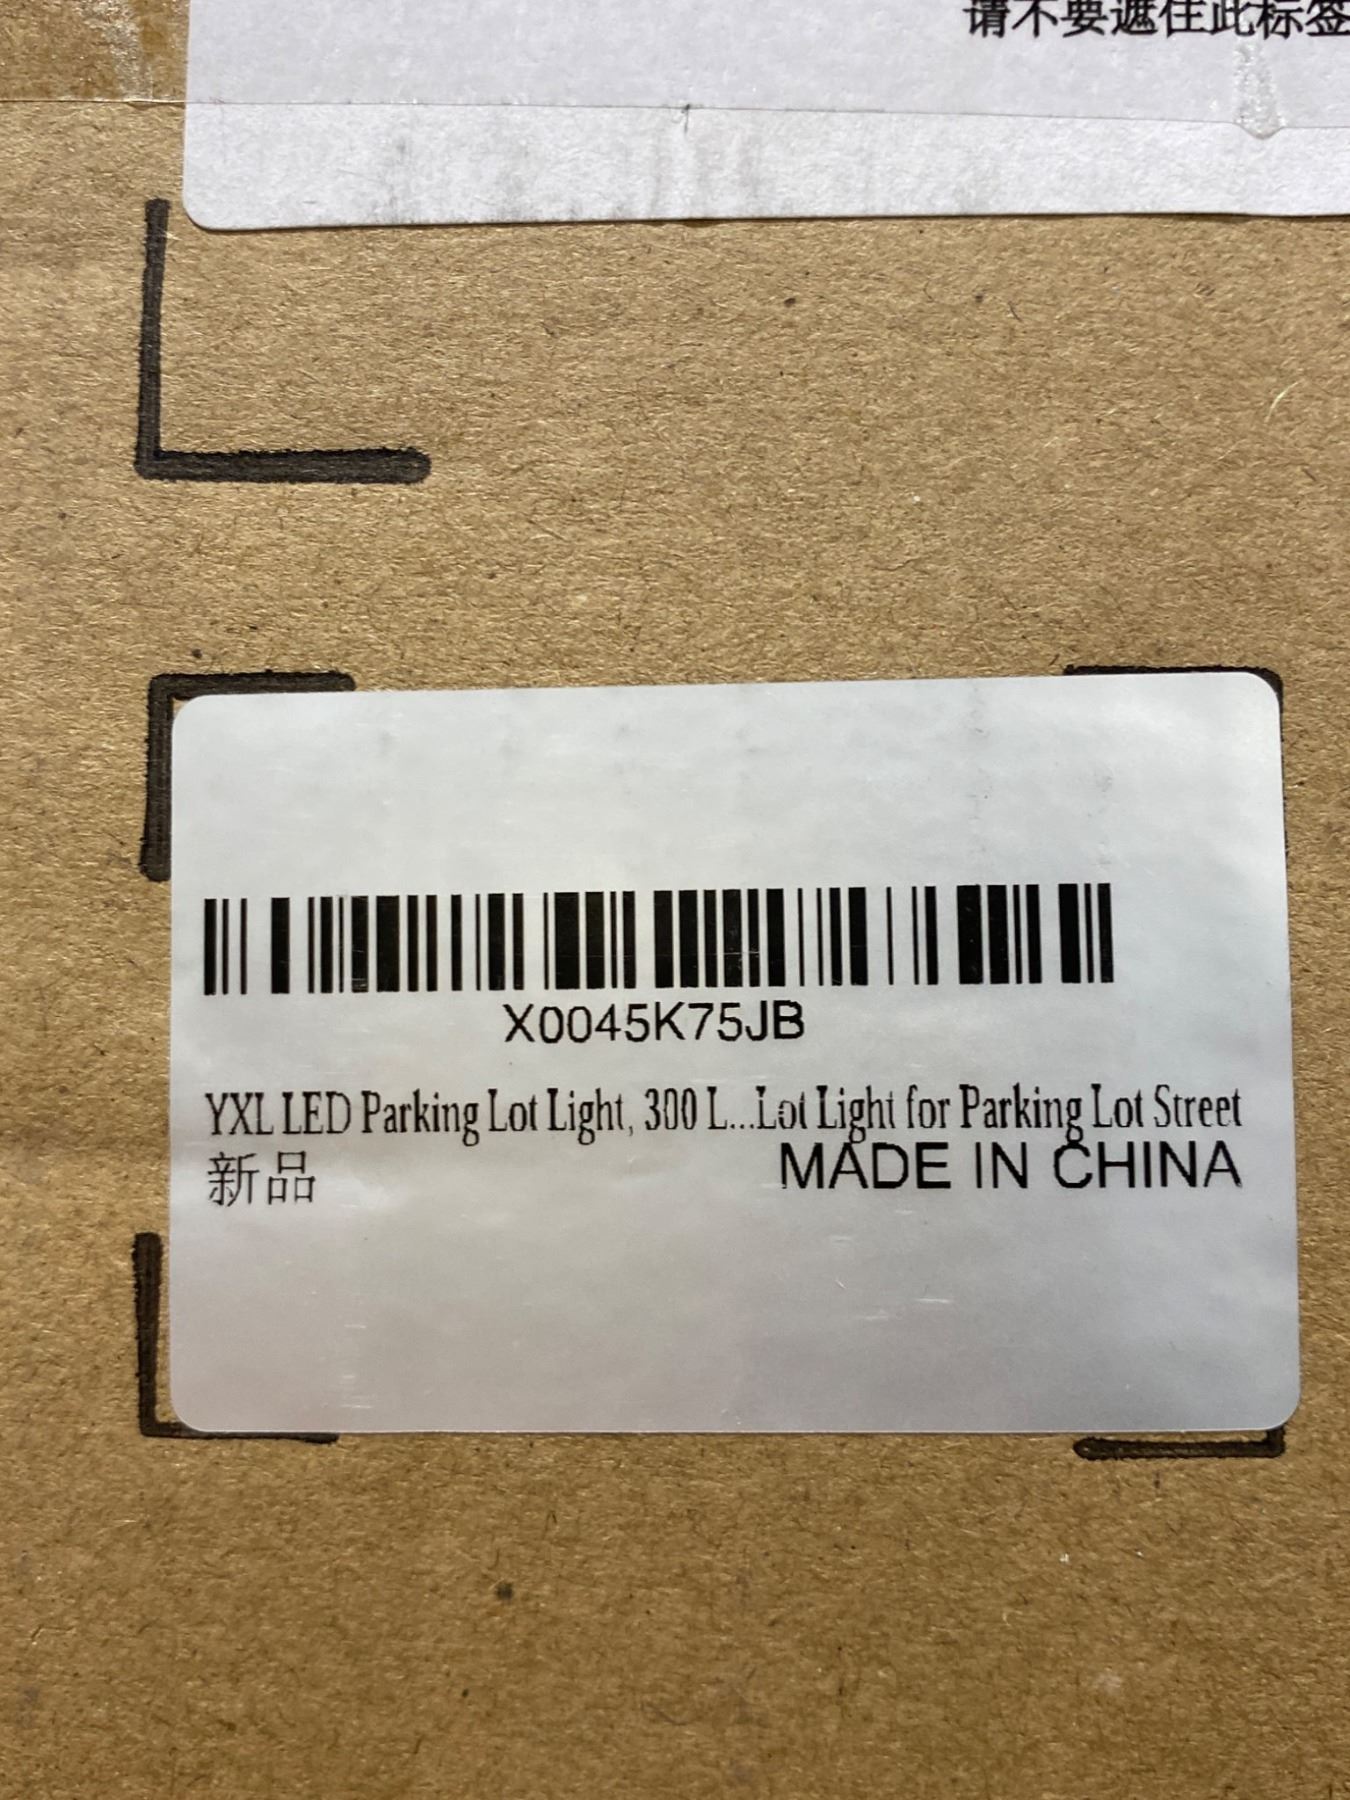 请不要遮住此标签
X0045K75JB
YXL LED Parking Lot Light, 300 L...Lot Light for Parking Lot Street
新品 MADE IN CHINA